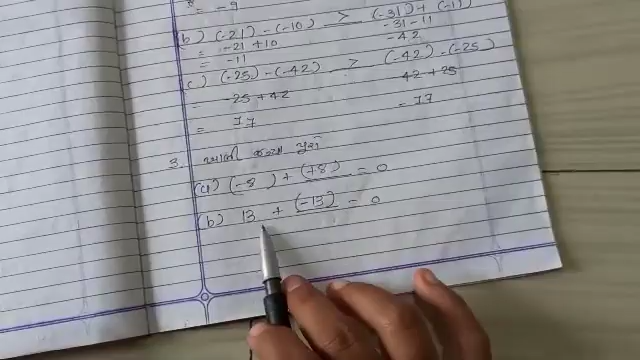 = -9
(b) (-21) - (-10) > (-31) + (-11)
= -21 + 10 -31 - 11
= -11 -42
(c) (-25) - (-42) > (-42) - (-25)
= -25 + 42 42 + 25
= 17 - 17
3. ખાલી જગ્યા પૂરો
(a) (-8) + (+8) = 0
(b) 13 + (-13) = 0